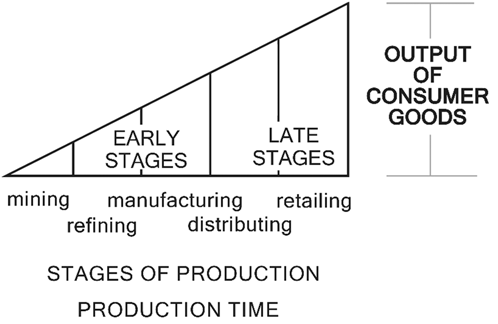 OUTPUT
OF
CONSUMER
GOODS
EARLY
STAGES
LATE
STAGES
mining
refining
manufacturing
distributing
retailing
STAGES OF PRODUCTION
PRODUCTION TIME